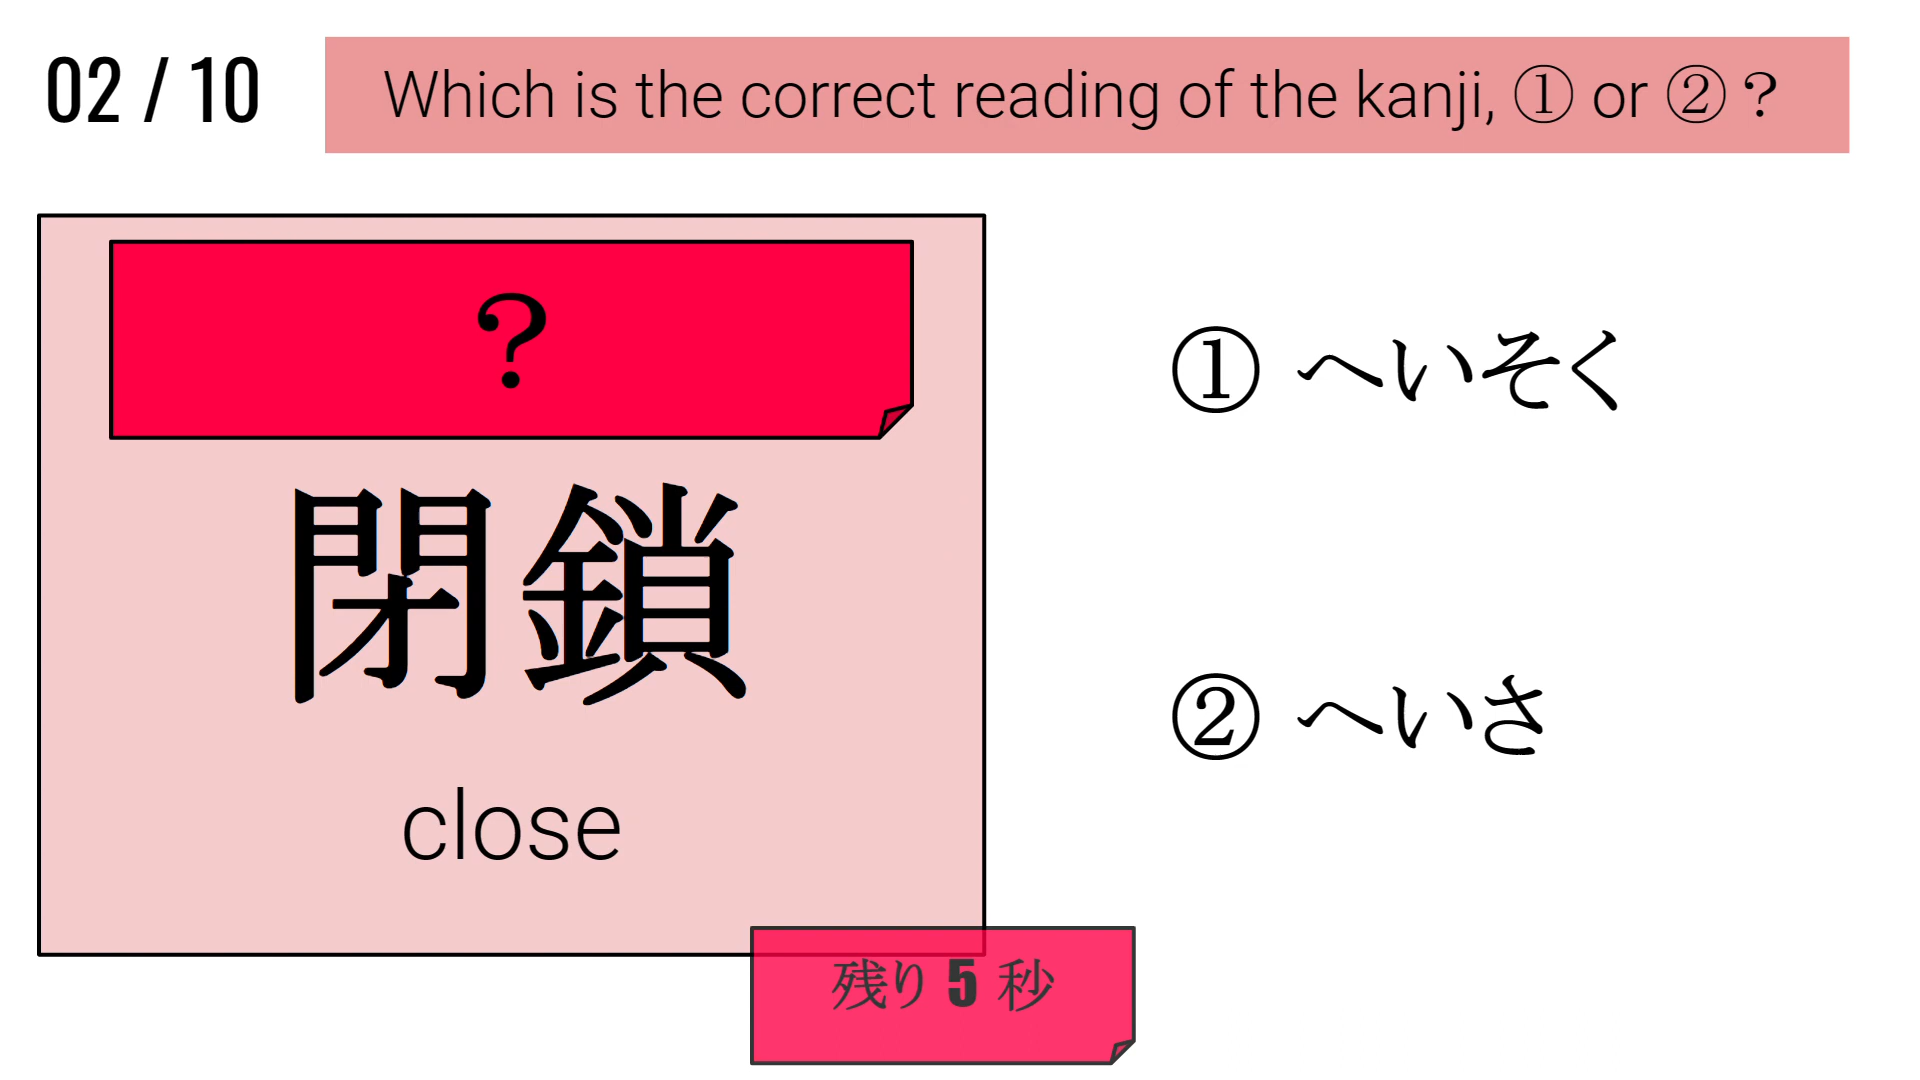 02 / 10
Which is the correct reading of the kanji, ① or ②？
？
閉鎖
close
① へいそく
② へいさ
残り 5 秒